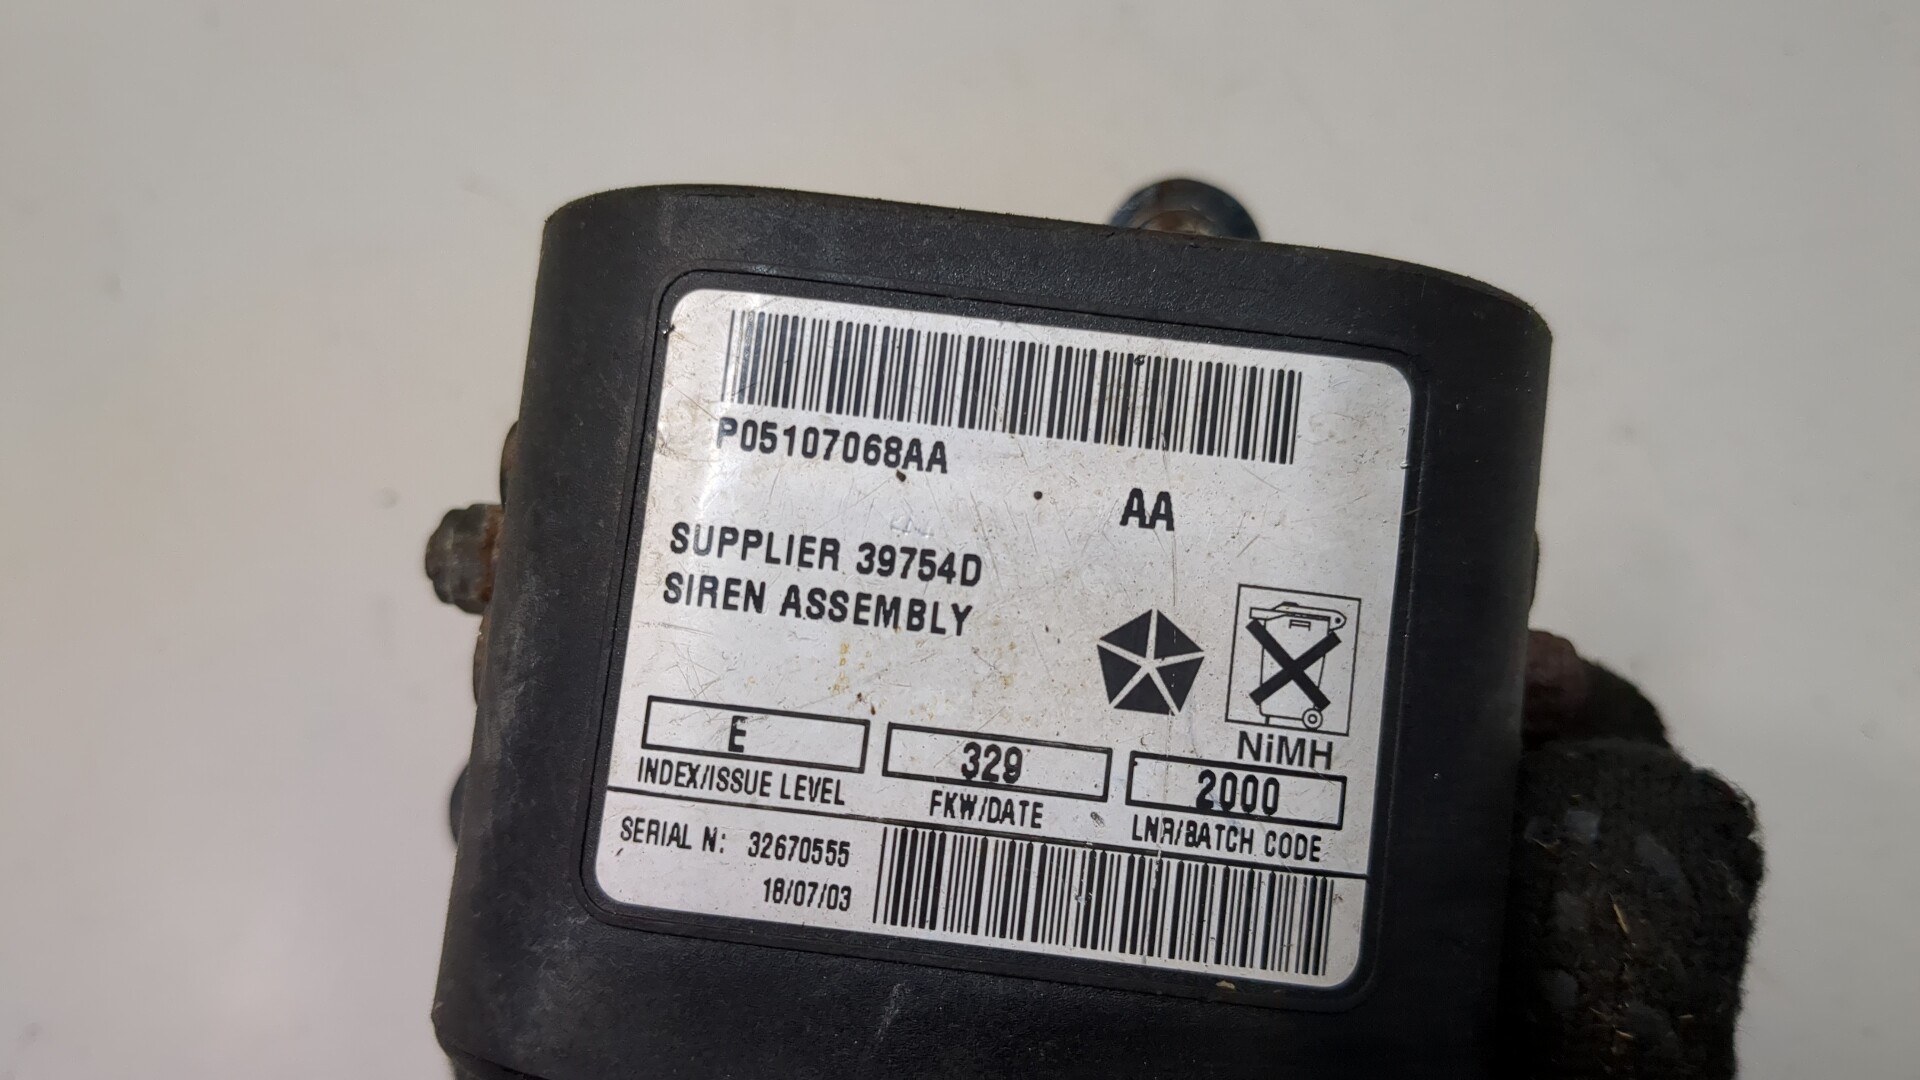 P05107068AA
AA
SUPPLIER 39754D
SIREN ASSEMBLY
NiMH
E
329
2000
INDEX/ISSUE LEVEL
FKW/DATE
LNR/BATCH CODE
SERIAL N: 32670555
18/07/03